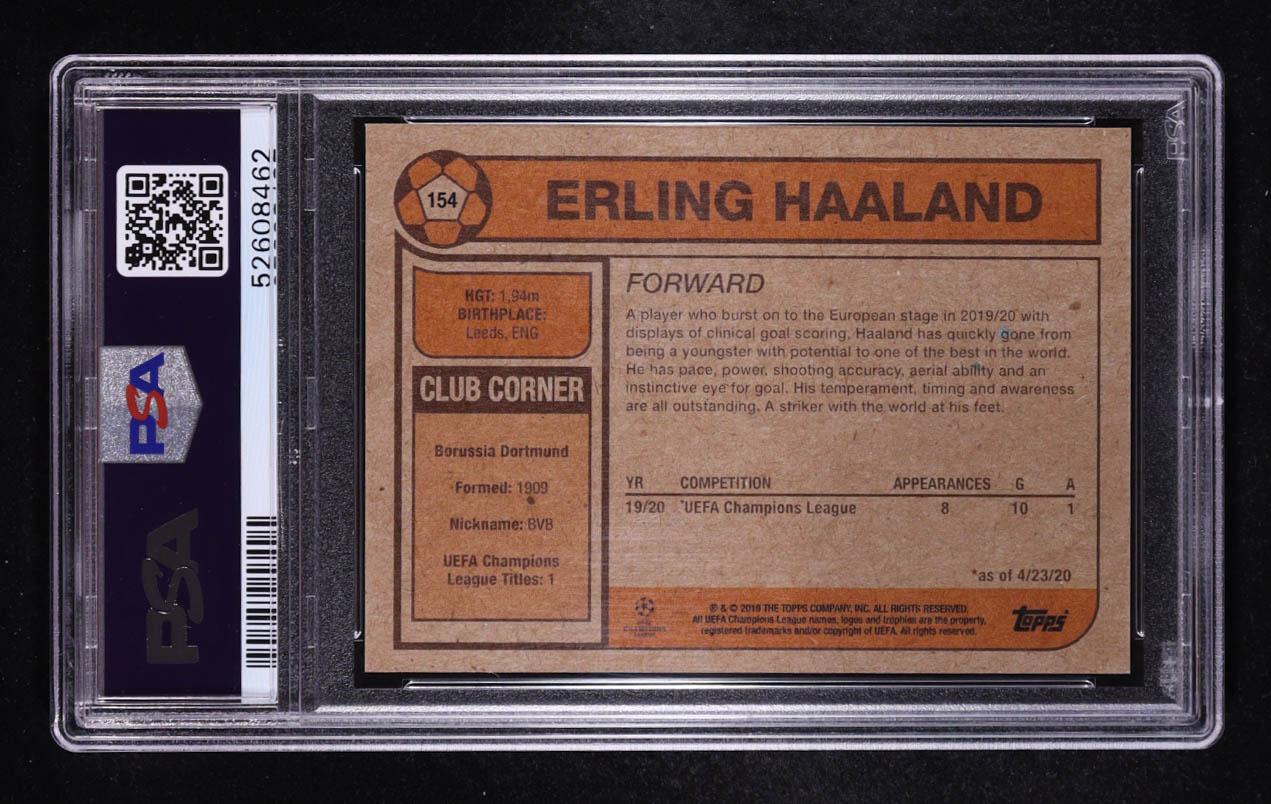 52608462
PSA
PSA
PSA
154
ERLING HAALAND
HGT: 1,94m
BIRTHPLACE:
Leeds, ENG
CLUB CORNER
Borussia Dortmund
Formed: 1909
Nickname: BVB
UEFA Champions
League Titles: 1
FORWARD
A player who burst on to the European stage in 2019/20 with
displays of clinical goal scoring, Haaland has quickly gone from
being a youngster with potential to one of the best in the world.
He has pace, power, shooting accuracy, aerial ability and an
instinctive eye for goal. His temperament, timing and awareness
are all outstanding. A striker with the world at his feet.
YR COMPETITION APPEARANCES G A
19/20 *UEFA Champions League 8 10 1
*as of 4/23/20
CHAMPIONS
LEAGUE
® & © 2019 THE TOPPS COMPANY, INC. ALL RIGHTS RESERVED.
All UEFA Champions League names, logos and trophies are the property,
registered trademarks and/or copyright of UEFA. All rights reserved.
topps